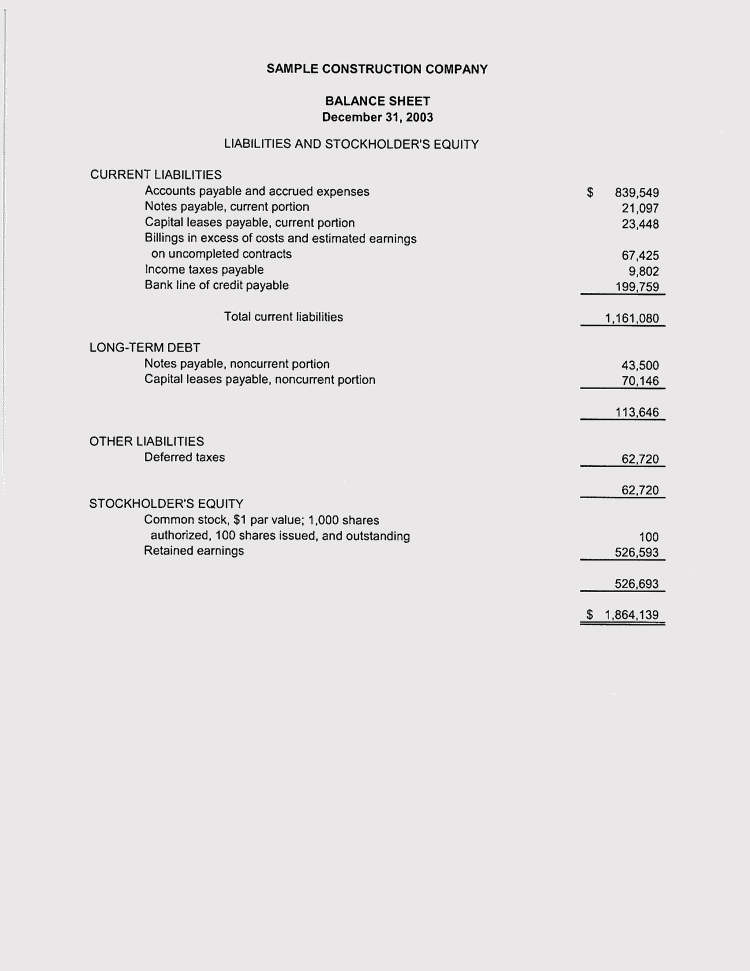 SAMPLE CONSTRUCTION COMPANY
BALANCE SHEET
December 31, 2003
LIABILITIES AND STOCKHOLDER'S EQUITY
CURRENT LIABILITIES
Accounts payable and accrued expenses $ 839,549
Notes payable, current portion 21,097
Capital leases payable, current portion 23,448
Billings in excess of costs and estimated earnings
on uncompleted contracts 67,425
Income taxes payable 9,802
Bank line of credit payable 199,759
Total current liabilities 1,161,080
LONG-TERM DEBT
Notes payable, noncurrent portion 43,500
Capital leases payable, noncurrent portion 70,146
113,646
OTHER LIABILITIES
Deferred taxes 62,720
62,720
STOCKHOLDER'S EQUITY
Common stock, $1 par value; 1,000 shares
authorized, 100 shares issued, and outstanding 100
Retained earnings 526,593
526,693
$ 1,864,139